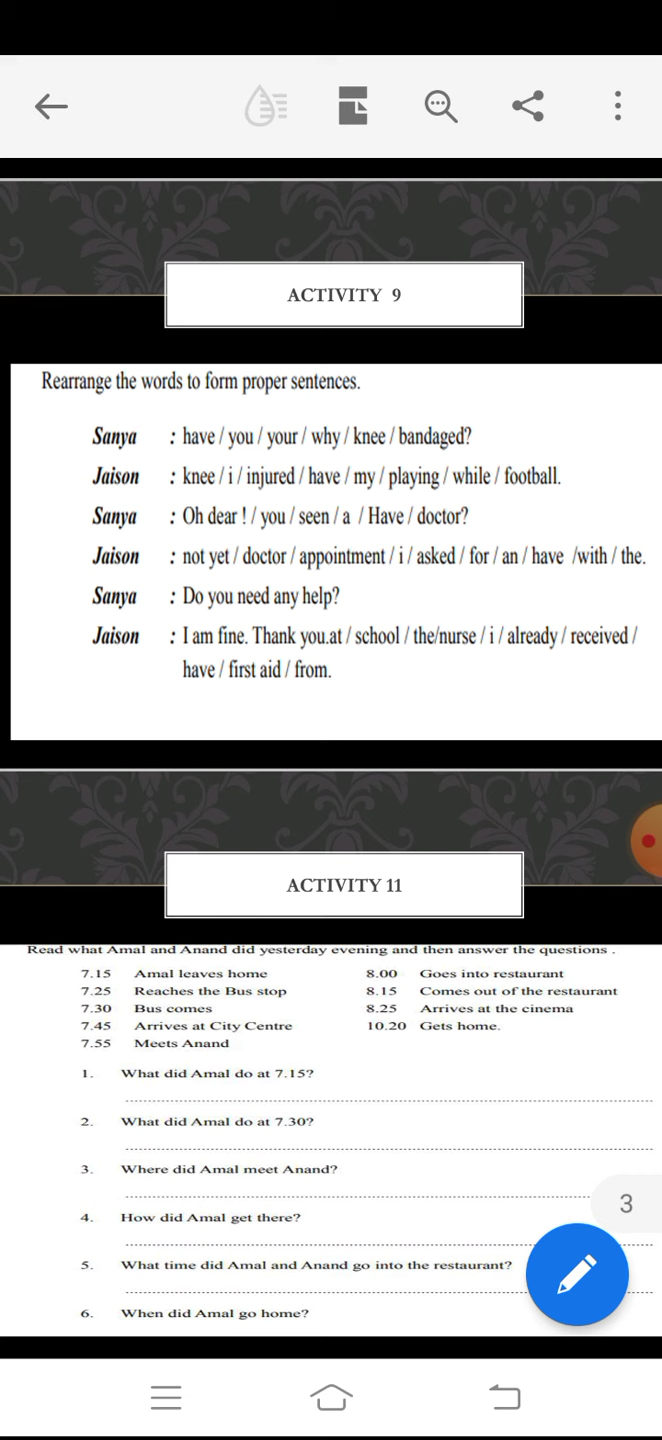 ACTIVITY 9
Rearrange the words to form proper sentences.
Sanya : have / you / your / why / knee / bandaged?
Jaison : knee / i / injured / have / my / playing / while / football.
Sanya : Oh dear ! / you / seen / a / Have / doctor?
Jaison : not yet / doctor / appointment / i / asked / for / an / have /with / the.
Sanya : Do you need any help?
Jaison : I am fine. Thank you.at / school / the/nurse / i / already / received /
have / first aid / from.
ACTIVITY 11
Read what Amal and Anand did yesterday evening and then answer the questions .
7.15 Amal leaves home 8.00 Goes into restaurant
7.25 Reaches the Bus stop 8.15 Comes out of the restaurant
7.30 Bus comes 8.25 Arrives at the cinema
7.45 Arrives at City Centre 10.20 Gets home.
7.55 Meets Anand
1. What did Amal do at 7.15?
2. What did Amal do at 7.30?
3. Where did Amal meet Anand?
3
4. How did Amal get there?
5. What time did Amal and Anand go into the restaurant?
6. When did Amal go home?